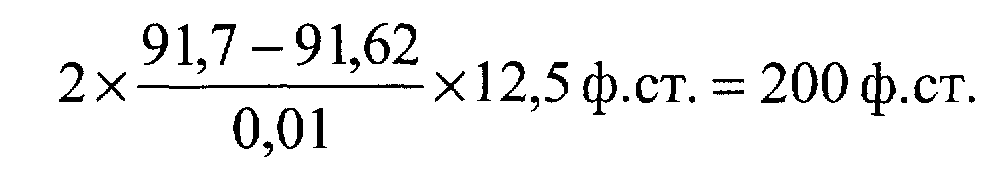 2 × (91,7 – 91,62) / 0,01 × 12,5 ф.ст. = 200 ф.ст.